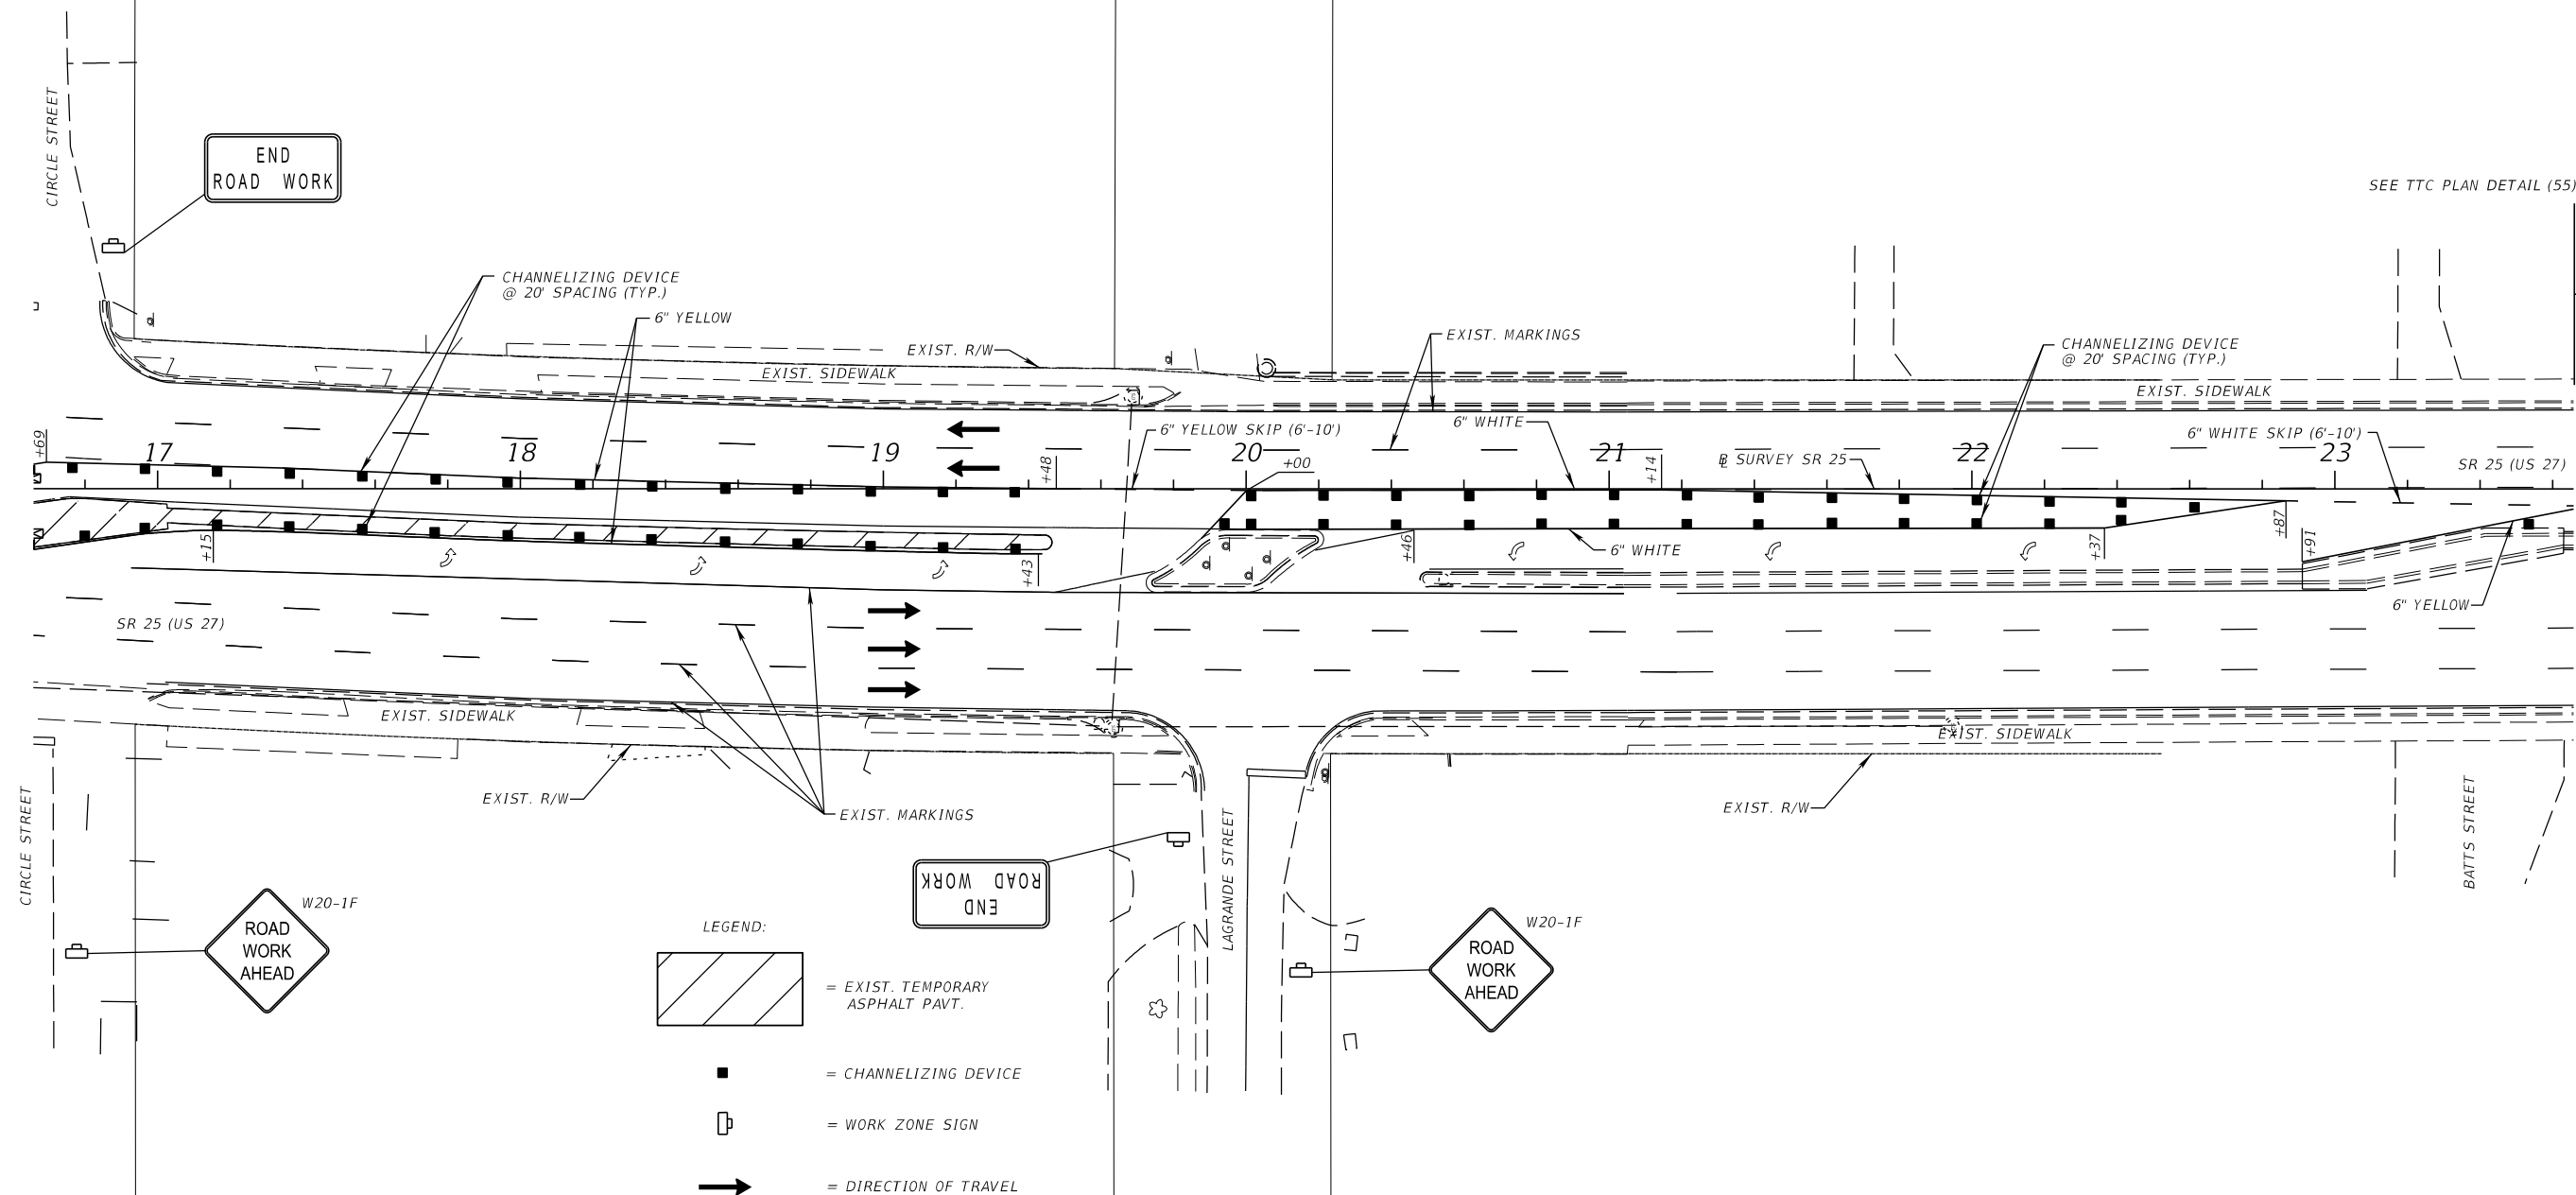 CIRCLE STREET
END
ROAD WORK
SEE TTC PLAN DETAIL (55)
CHANNELIZING DEVICE
@ 20' SPACING (TYP.)
6" YELLOW
EXIST. R/W
EXIST. SIDEWALK
EXIST. MARKINGS
CHANNELIZING DEVICE
@ 20' SPACING (TYP.)
EXIST. SIDEWALK
6" YELLOW SKIP (6'-10')
6" WHITE
6" WHITE SKIP (6'-10')
+69
17
18
19
+48
20
+00
21
+14
B SURVEY SR 25
22
23
SR 25 (US 27)
+15
+43
+46
6" WHITE
+37
+87
+91
6" YELLOW
SR 25 (US 27)
EXIST. SIDEWALK
EXIST. SIDEWALK
EXIST. R/W
EXIST. MARKINGS
EXIST. R/W
CIRCLE STREET
LAGRANDE STREET
BATTS STREET
END
ROAD WORK
W20-1F
ROAD
WORK
AHEAD
W20-1F
ROAD
WORK
AHEAD
LEGEND:
= EXIST. TEMPORARY
ASPHALT PAVT.
= CHANNELIZING DEVICE
= WORK ZONE SIGN
= DIRECTION OF TRAVEL